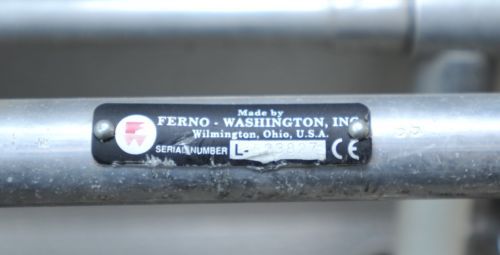 Made by
FERNO - WASHINGTON, INC
Wilmington, Ohio, U.S.A.
SERIAL NUMBER L- CE